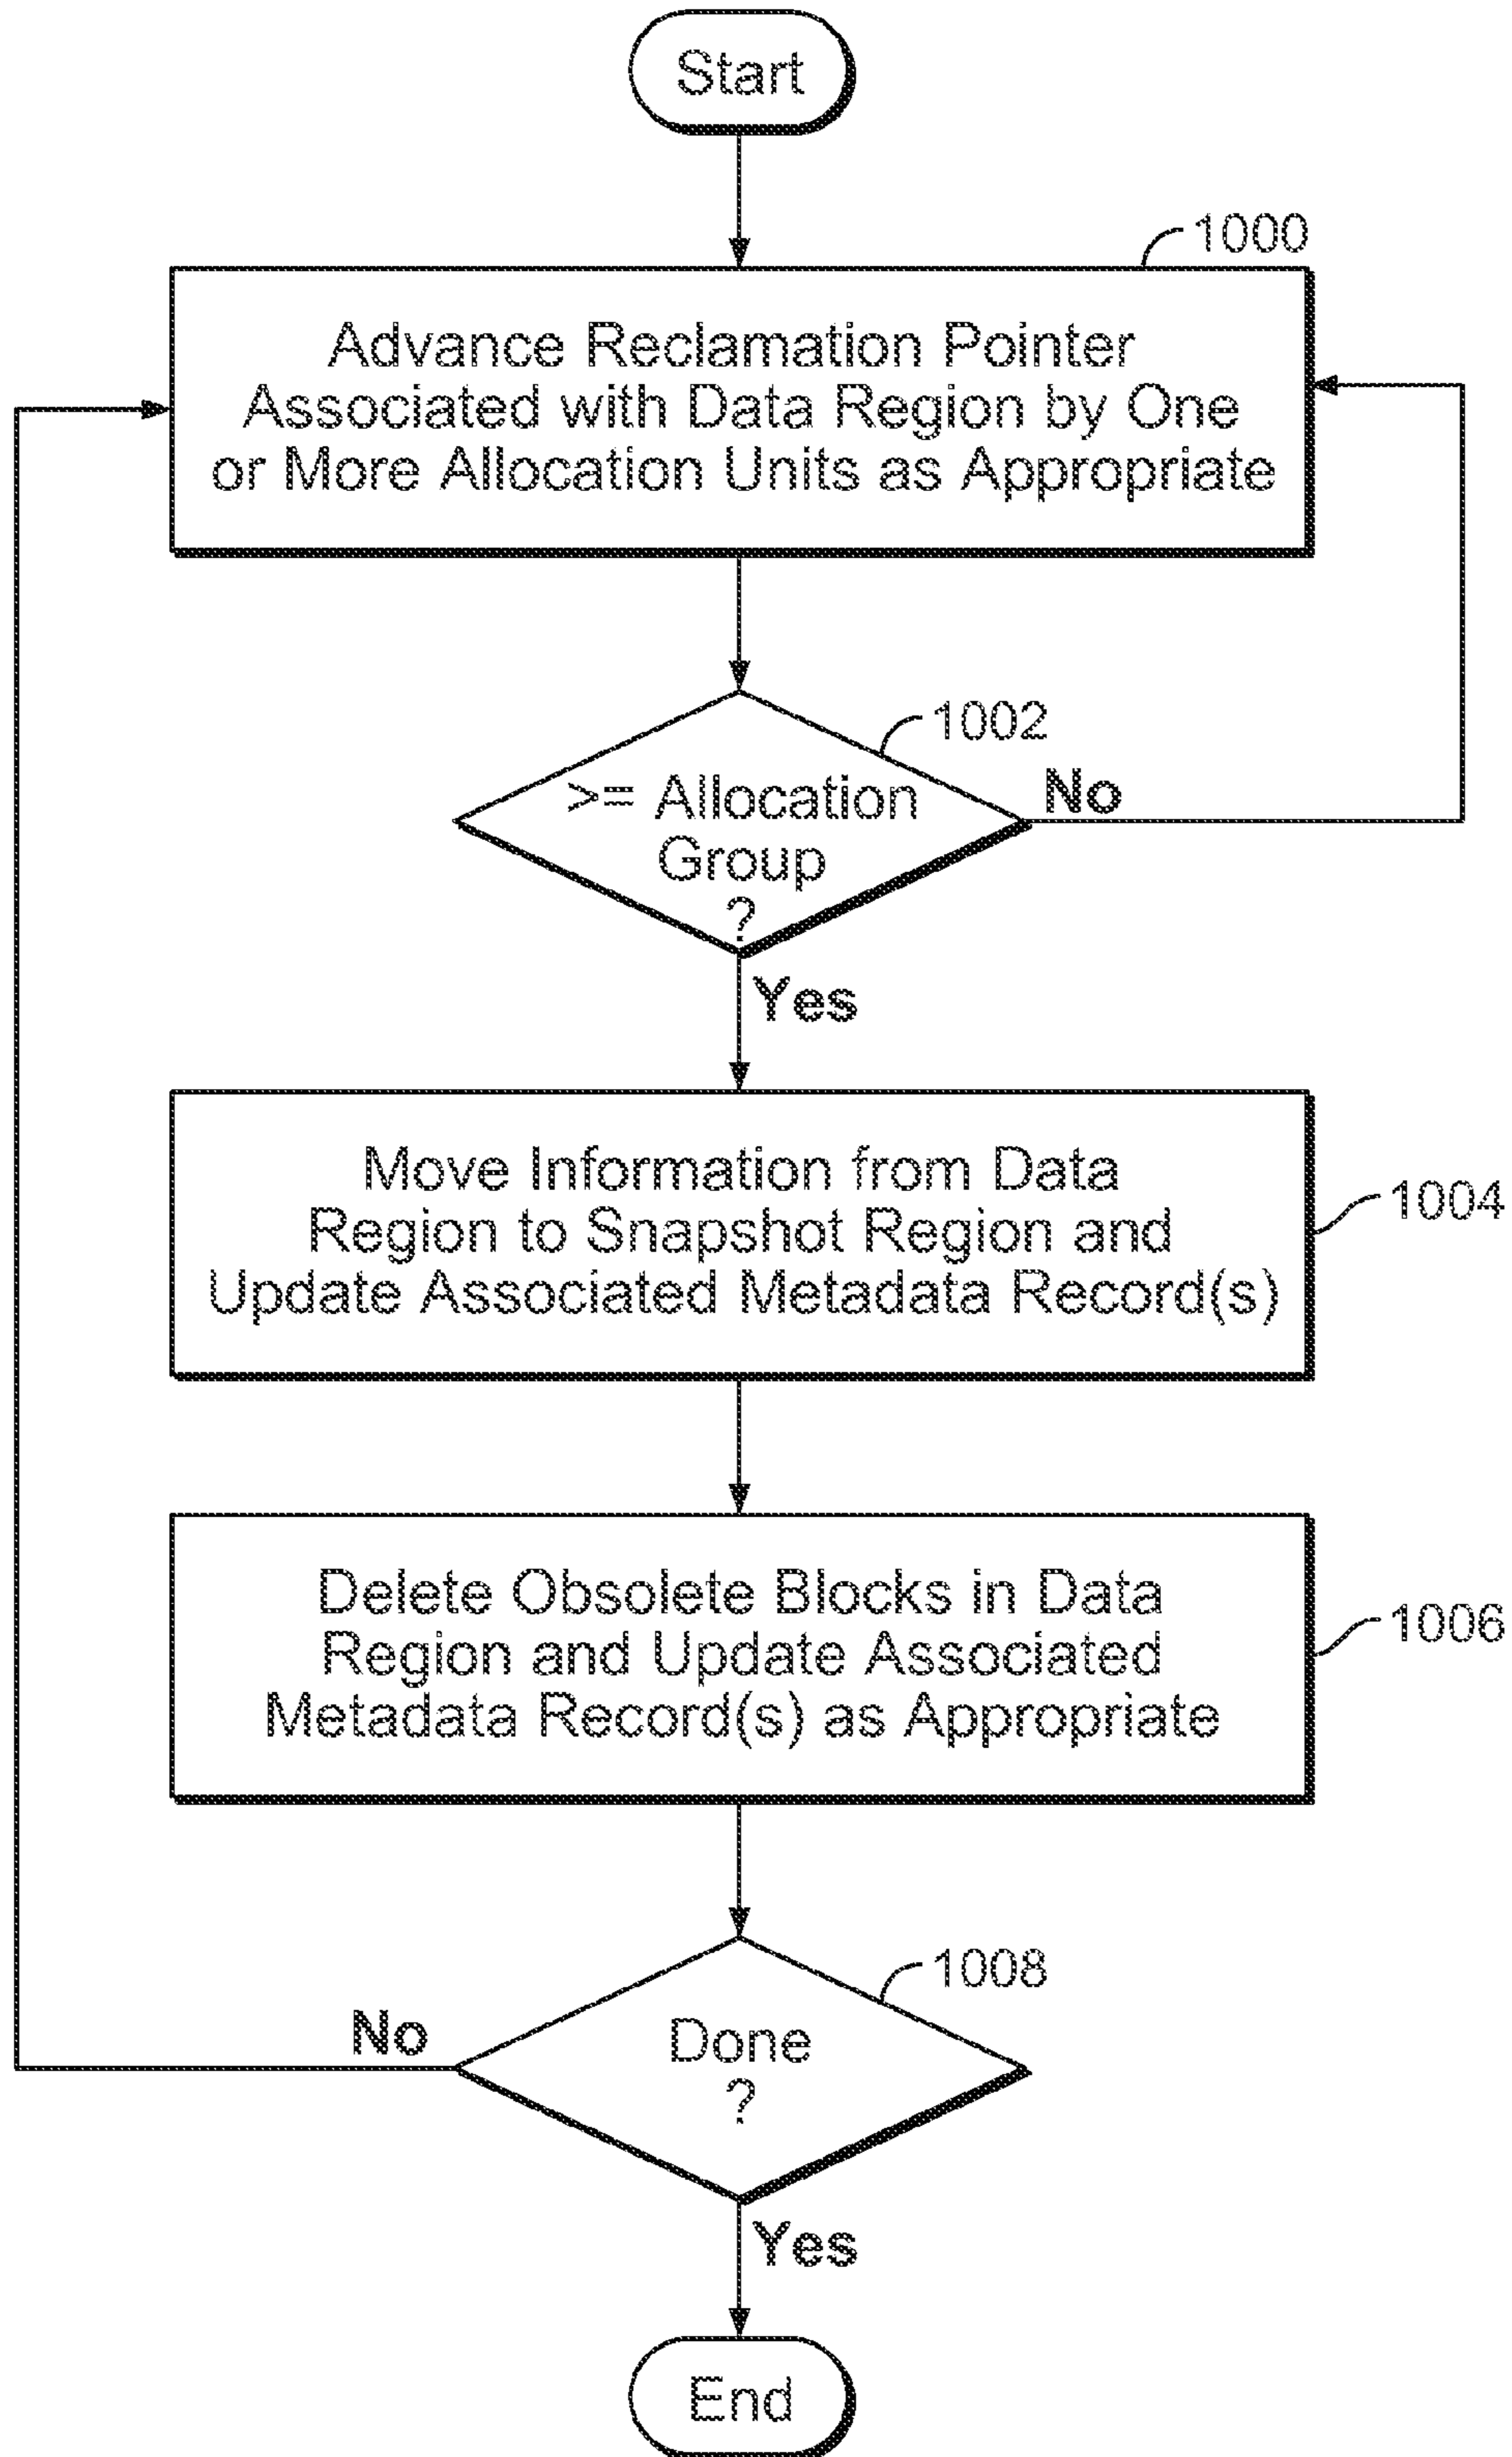 Start
1000
Advance Reclamation Pointer
Associated with Data Region by One
or More Allocation Units as Appropriate
1002
>= Allocation
Group
?
No
Yes
Move Information from Data
Region to Snapshot Region and
Update Associated Metadata Record(s)
1004
Delete Obsolete Blocks in Data
Region and Update Associated
Metadata Record(s) as Appropriate
1006
1008
Done
?
No
Yes
End